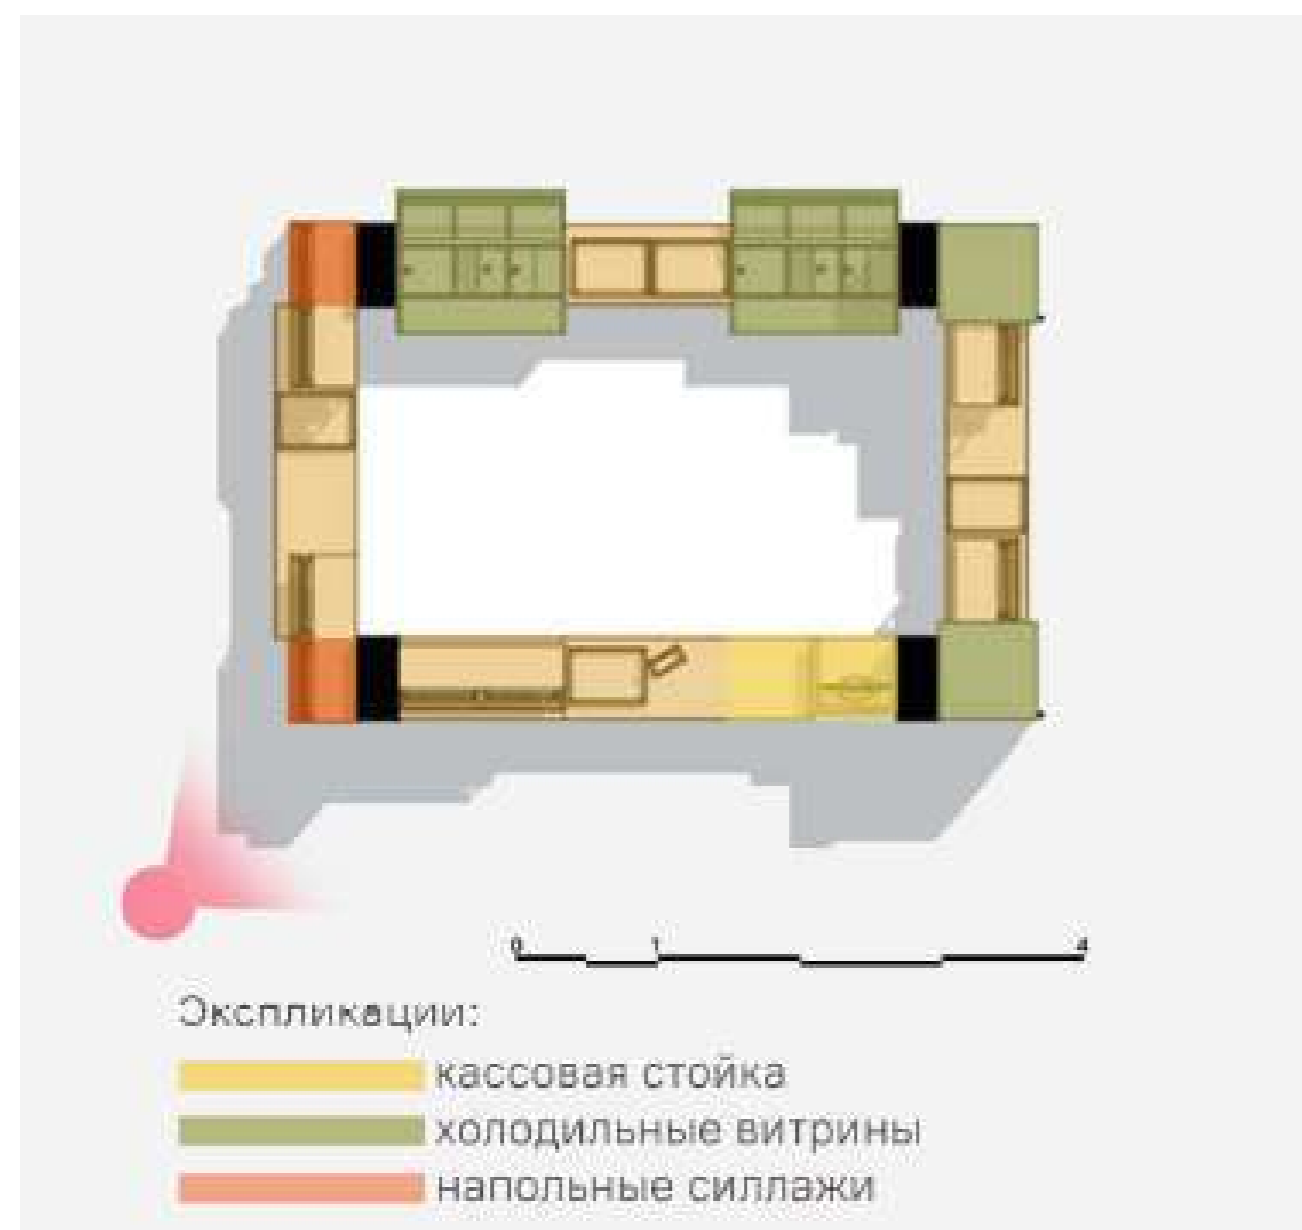 0 1 4
Экспликации:
кассовая стойка
холодильные витрины
напольные силлажи